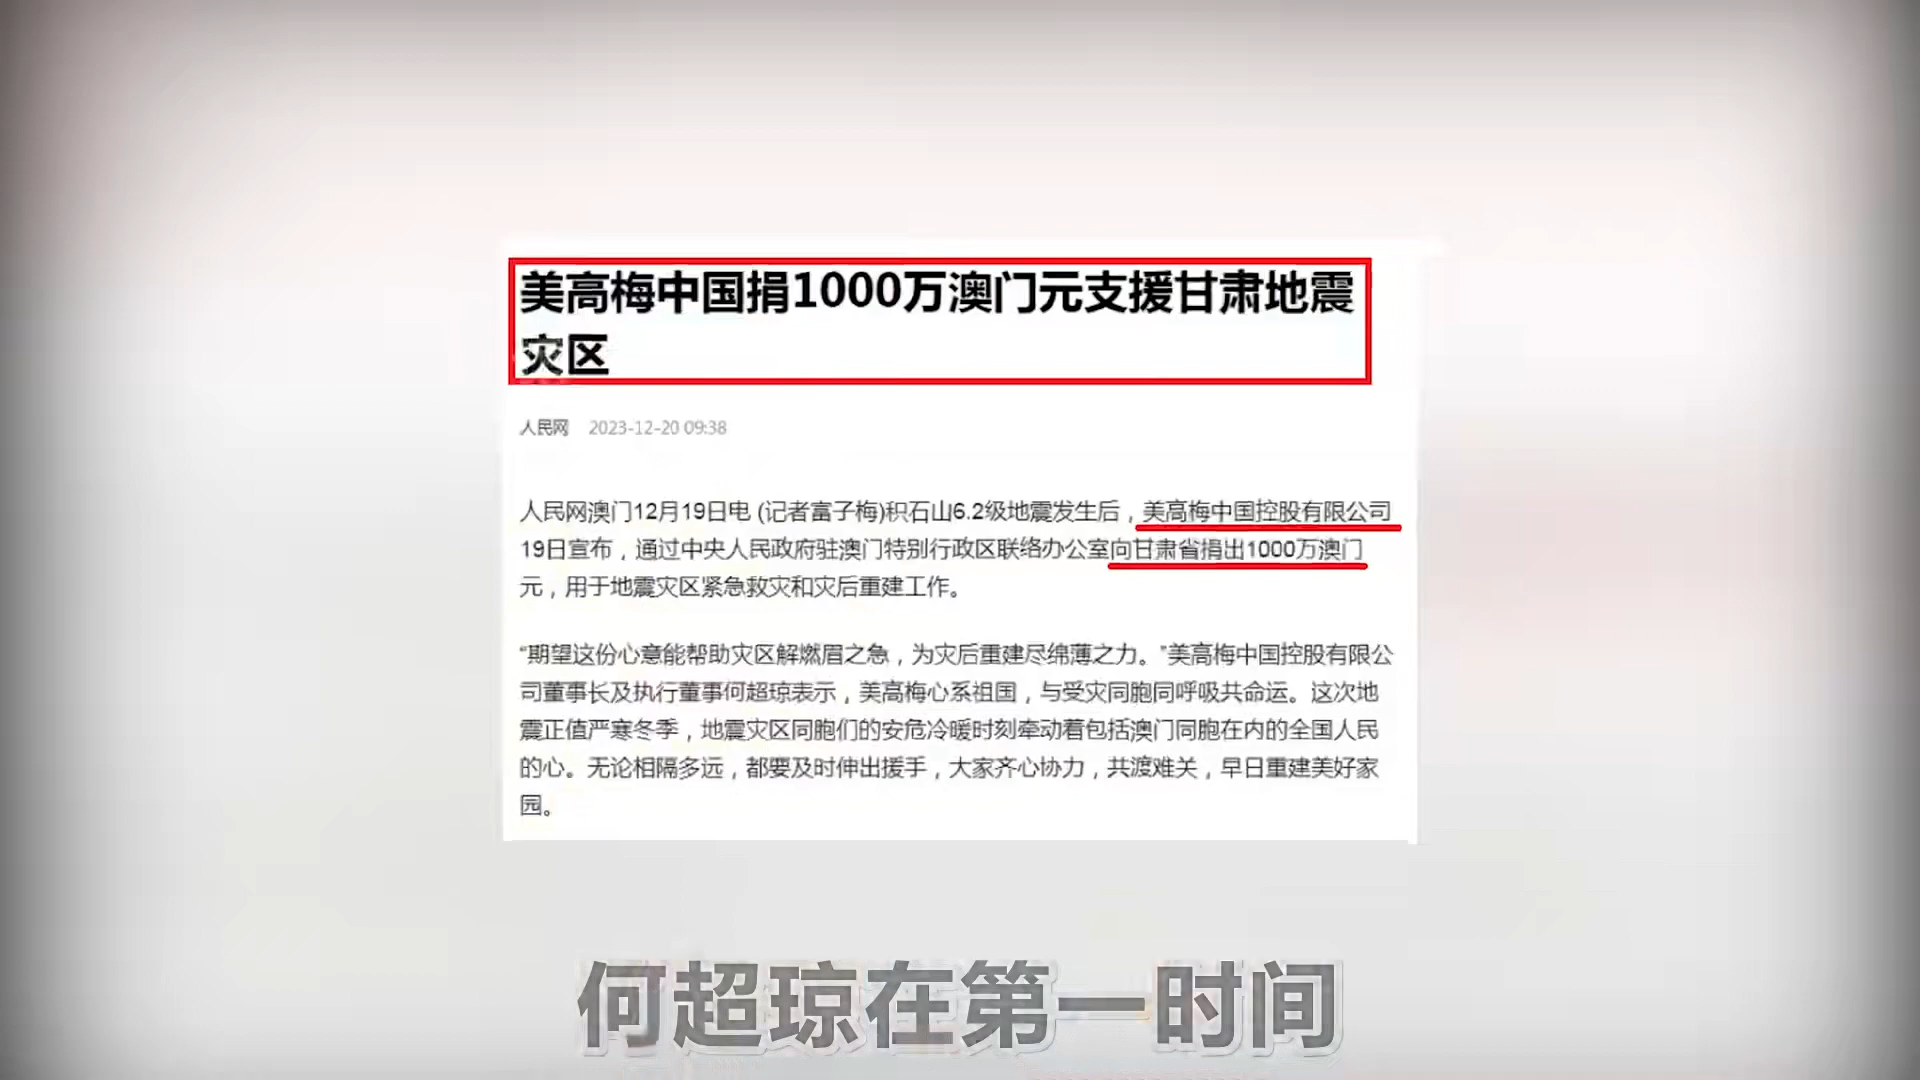 美高梅中国捐1000万澳门元支援甘肃地震
灾区
人民网 2023-12-20 09:38
人民网澳门12月19日电 (记者富子梅)积石山6.2级地震发生后，美高梅中国控股有限公司
19日宣布，通过中央人民政府驻澳门特别行政区联络办公室向甘肃省捐出1000万澳门
元，用于地震灾区紧急救灾和灾后重建工作。
“期望这份心意能帮助灾区解燃眉之急，为灾后重建尽绵薄之力。”美高梅中国控股有限公
司董事长及执行董事何超琼表示，美高梅心系祖国，与受灾同胞同呼吸共命运。这次地
震正值严寒冬季，地震灾区同胞们的安危冷暖时刻牵动着包括澳门同胞在内的全国人民
的心。无论相隔多远，都要及时伸出援手，大家齐心协力，共渡难关，早日重建美好家
园。
何超琼在第一时间